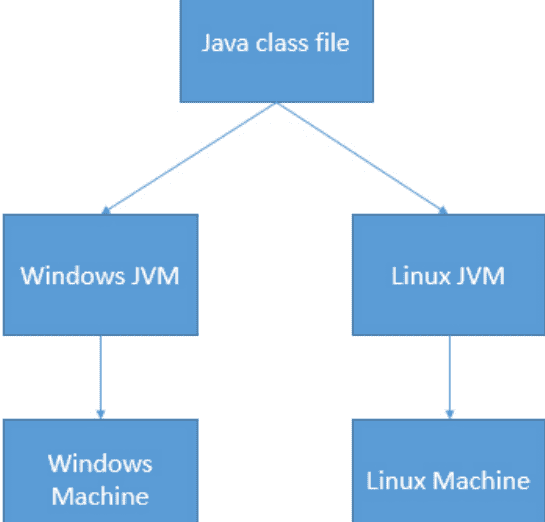 Java class file
Windows JVM
Linux JVM
Windows
Machine
Linux Machine